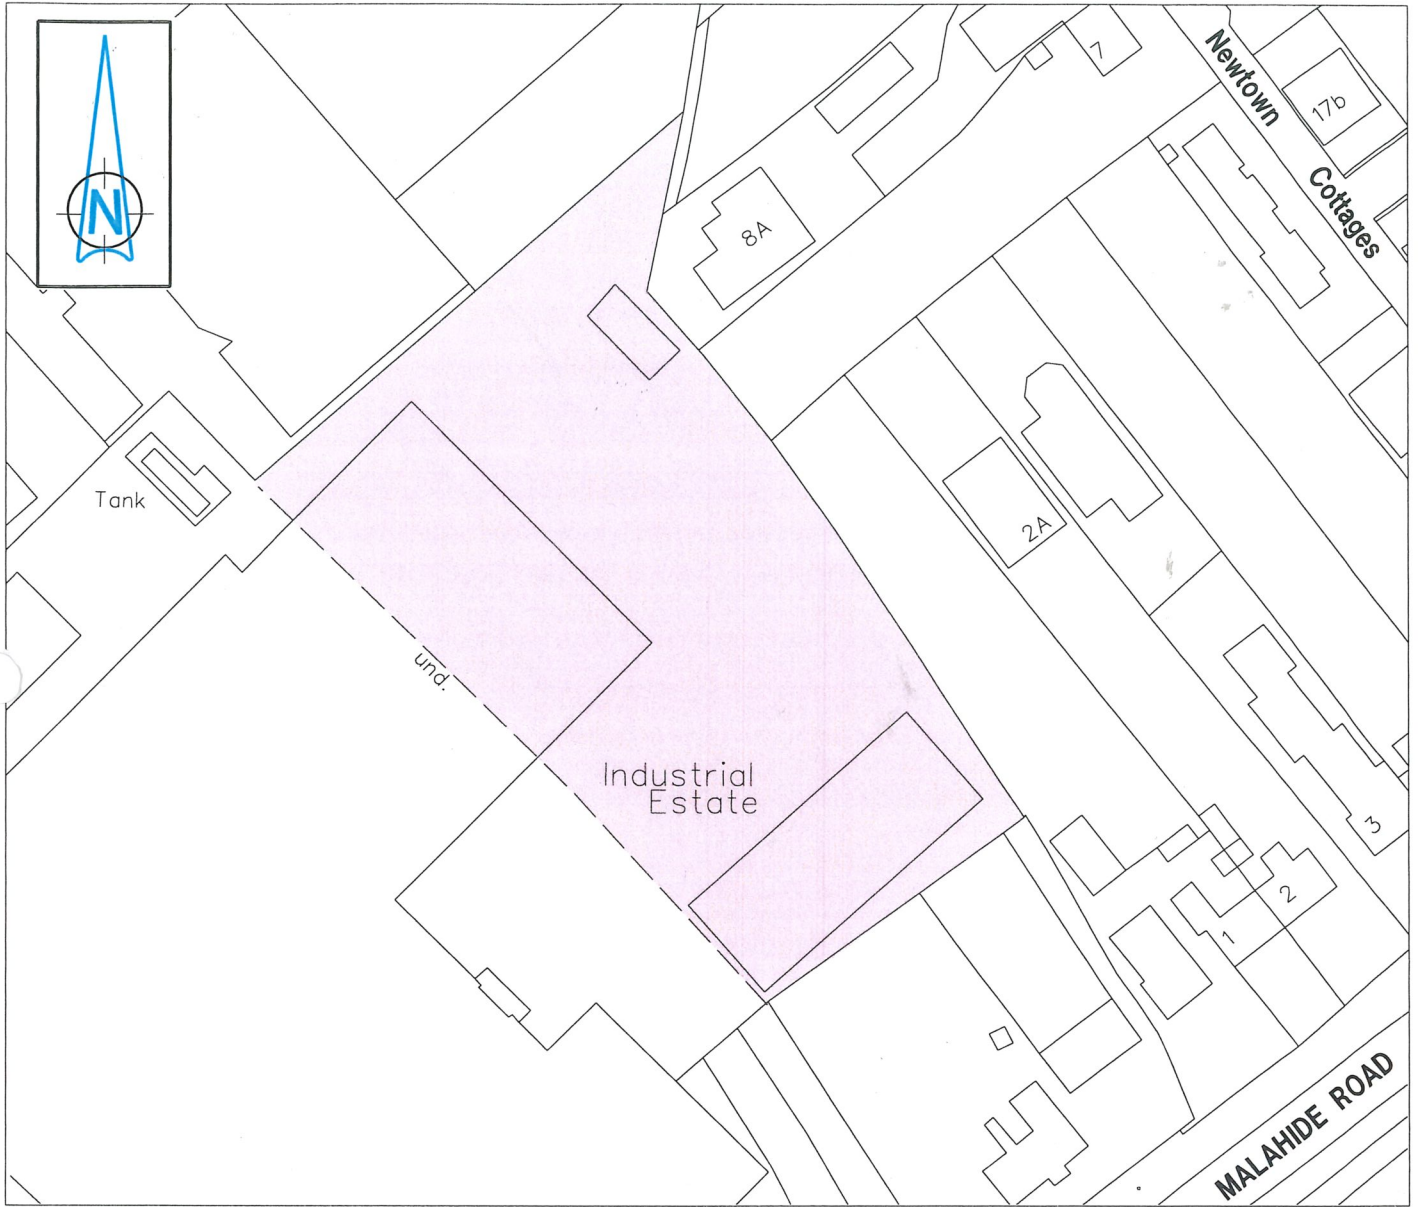 N
7
Newtown
Cottages
17b
8A
Tank
2A
und.
Industrial
Estate
3
2
1
MALAHIDE ROAD